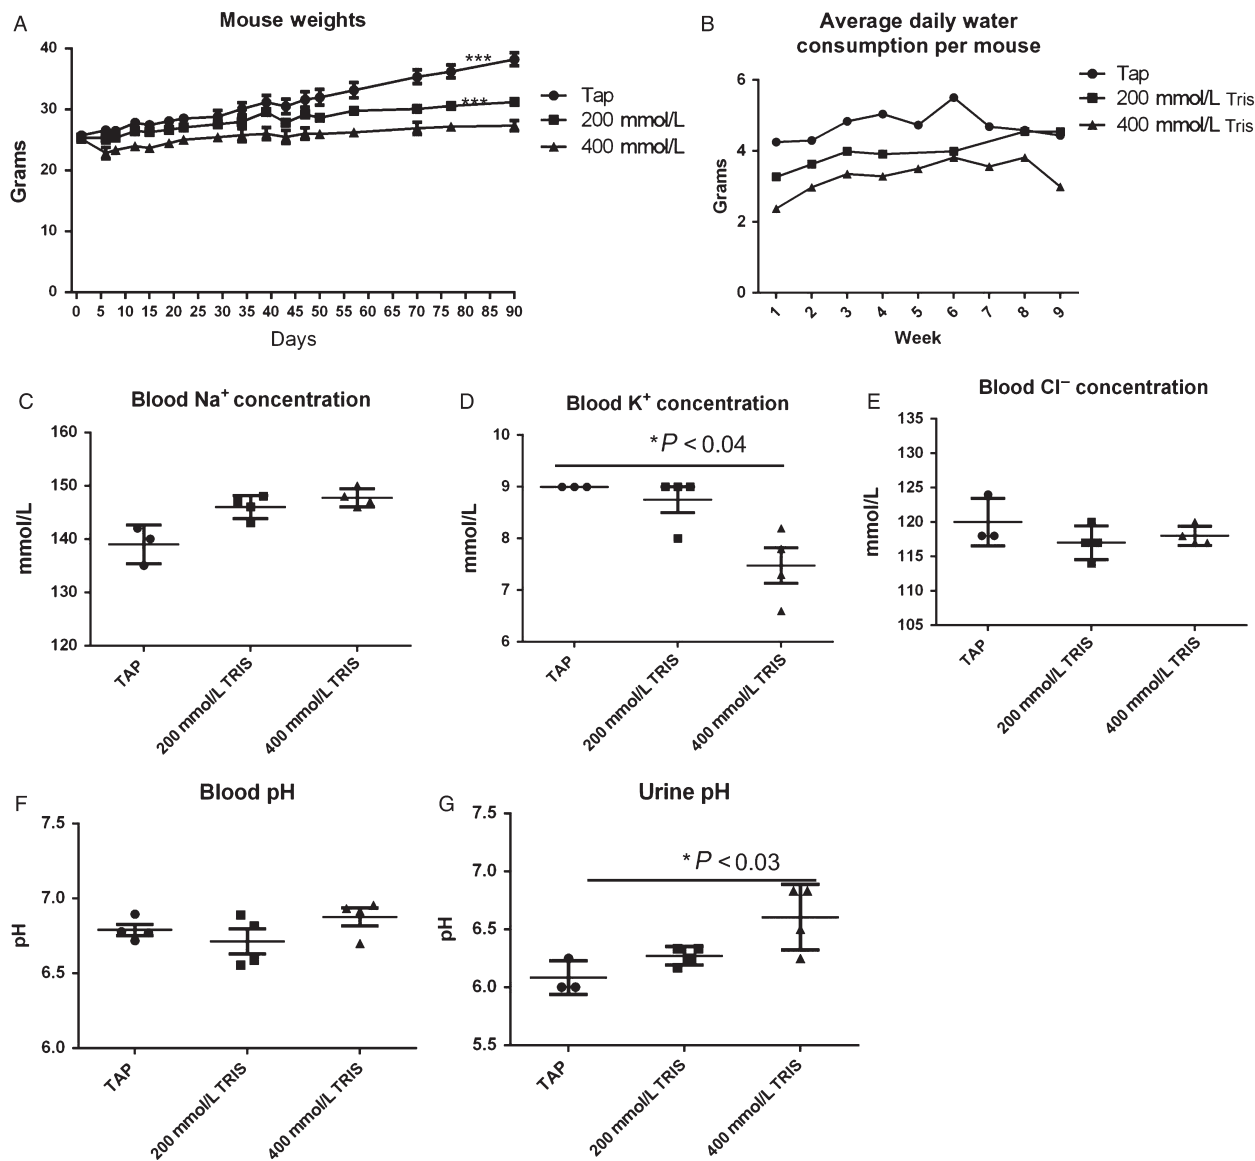 A
Mouse weights
40
30
20
10
0
Grams
***
***
0 5 10 15 20 25 30 35 40 45 50 55 60 65 70 75 80 85 90
Days
Tap
200 mmol/L
400 mmol/L
B
Average daily water
consumption per mouse
6
4
2
0
Grams
1 2 3 4 5 6 7 8 9
Week
Tap
200 mmol/L Tris
400 mmol/L Tris
C
Blood Na⁺ concentration
160
150
140
130
120
mmol/L
TAP
200 mmol/L TRIS
400 mmol/L TRIS
D
Blood K⁺ concentration
*P < 0.04
10
9
8
7
6
mmol/L
TAP
200 mmol/L TRIS
400 mmol/L TRIS
E
Blood Cl⁻ concentration
135
130
125
120
115
110
105
mmol/L
TAP
200 mmol/L TRIS
400 mmol/L TRIS
F
Blood pH
7.5
7.0
6.5
6.0
pH
TAP
200 mmol/L TRIS
400 mmol/L TRIS
G
Urine pH
*P < 0.03
7.5
7.0
6.5
6.0
5.5
pH
TAP
200 mmol/L TRIS
400 mmol/L TRIS